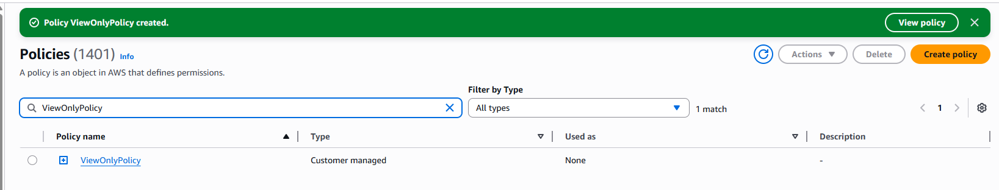 Policy ViewOnlyPolicy created. View policy
Policies (1401) Info
Actions Delete Create policy
A policy is an object in AWS that defines permissions.
Filter by Type
ViewOnlyPolicy All types 1 match 1
Policy name Type Used as Description
ViewOnlyPolicy Customer managed None -